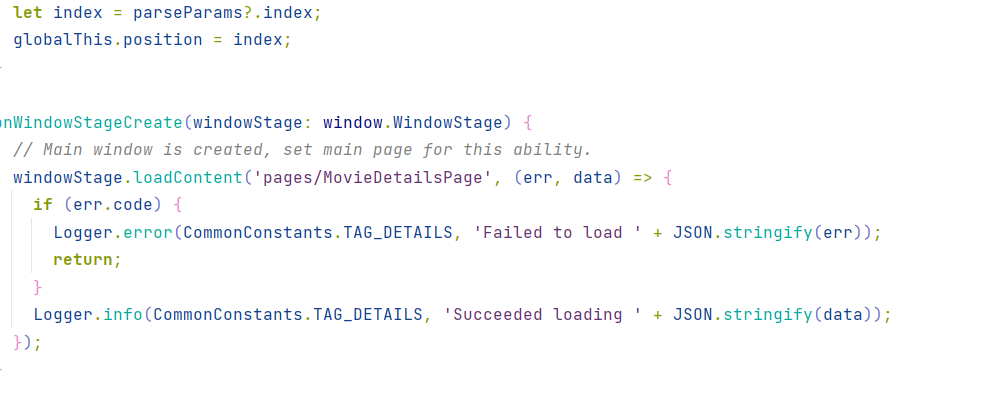 let index = parseParams?.index;
globalThis.position = index;
nWindowStageCreate(windowStage: window.WindowStage) {
// Main window is created, set main page for this ability.
windowStage.loadContent('pages/MovieDetailsPage', (err, data) => {
if (err.code) {
Logger.error(CommonConstants.TAG_DETAILS, 'Failed to load ' + JSON.stringify(err));
return;
}
Logger.info(CommonConstants.TAG_DETAILS, 'Succeeded loading ' + JSON.stringify(data));
});